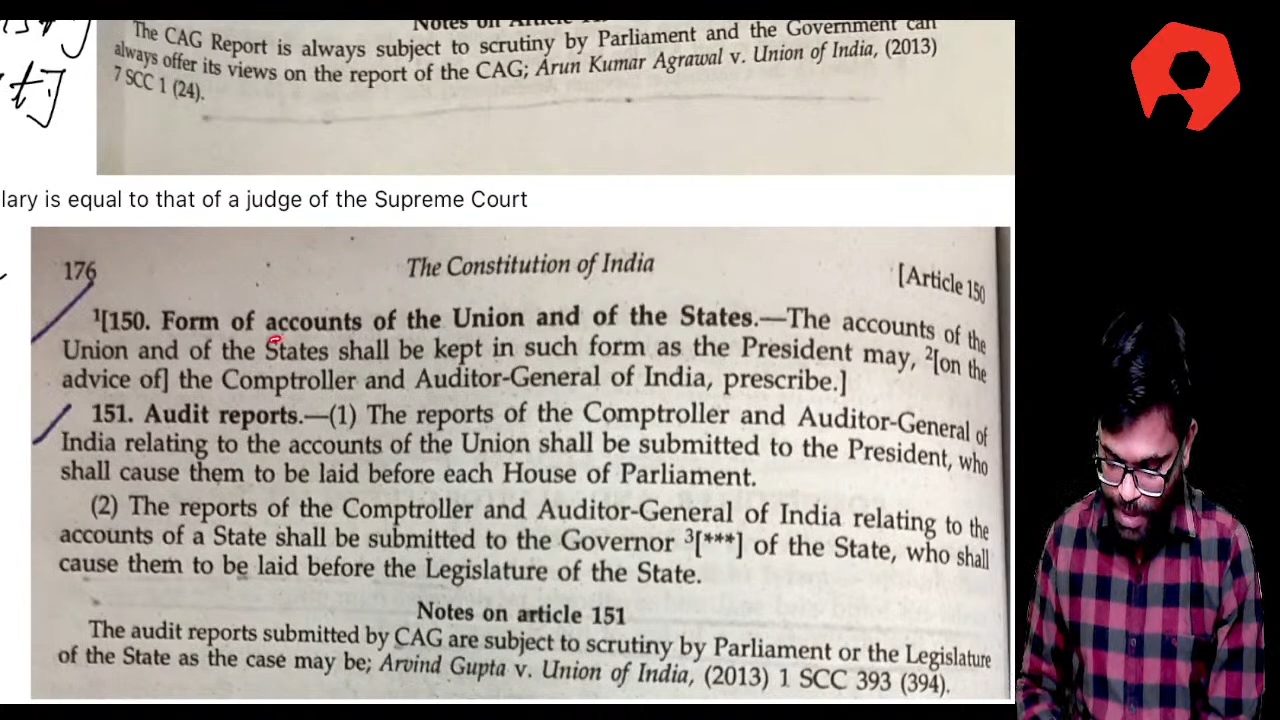 The CAG Report is always subject to scrutiny by Parliament and the Government can
always offer its views on the report of the CAG; Arun Kumar Agrawal v. Union of India, (2013)
7 SCC 1 (24).
lary is equal to that of a judge of the Supreme Court
176 The Constitution of India [Article 150
1[150. Form of accounts of the Union and of the States.—The accounts of the
Union and of the States shall be kept in such form as the President may, 2[on the
advice of] the Comptroller and Auditor-General of India, prescribe.]
151. Audit reports.—(1) The reports of the Comptroller and Auditor-General of
India relating to the accounts of the Union shall be submitted to the President, who
shall cause them to be laid before each House of Parliament.
(2) The reports of the Comptroller and Auditor-General of India relating to the
accounts of a State shall be submitted to the Governor 3[***] of the State, who shall
cause them to be laid before the Legislature of the State.
Notes on article 151
The audit reports submitted by CAG are subject to scrutiny by Parliament or the Legislature
of the State as the case may be; Arvind Gupta v. Union of India, (2013) 1 SCC 393 (394).